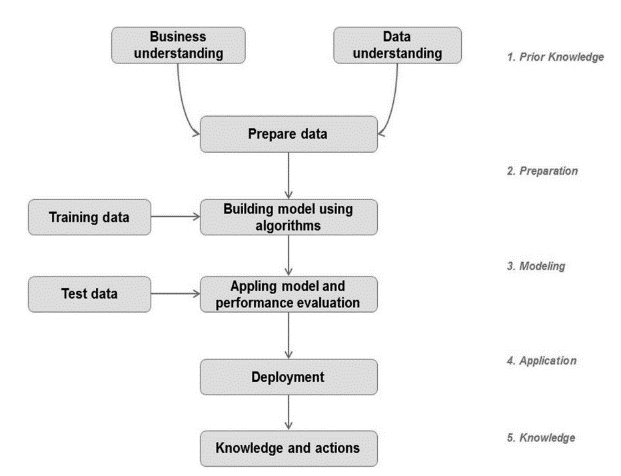 Business
understanding
Data
understanding
1. Prior Knowledge
Prepare data
2. Preparation
Training data
Building model using
algorithms
3. Modeling
Test data
Appling model and
performance evaluation
4. Application
Deployment
5. Knowledge
Knowledge and actions